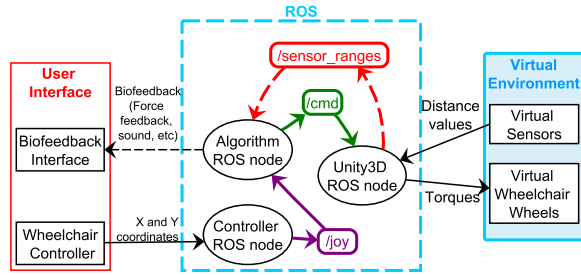 ROS
User
Interface
Biofeedback
Interface
Wheelchair
Controller
Biofeedback
(Force
feedback,
sound, etc)
X and Y
coordinates
/sensor_ranges
/cmd
Algorithm
ROS node
Unity3D
ROS node
Controller
ROS node
/joy
Distance
values
Torques
Virtual
Environment
Virtual
Sensors
Virtual
Wheelchair
Wheels